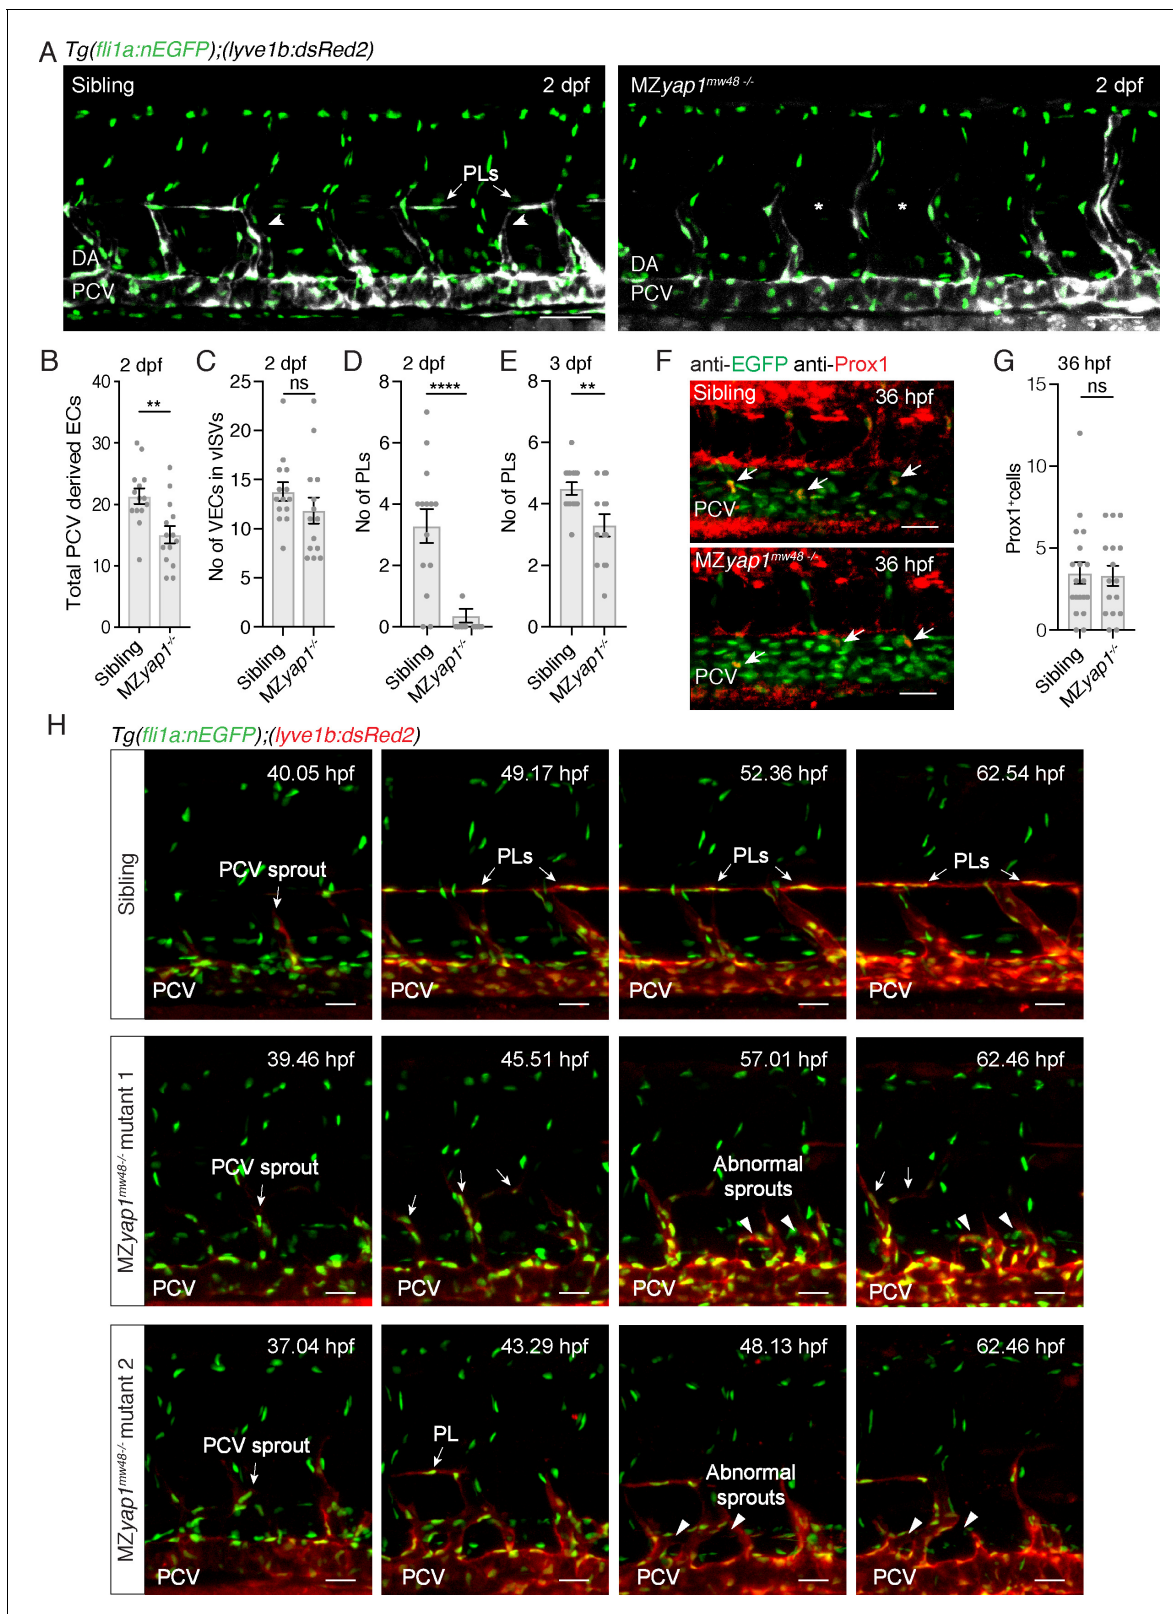 A
Tg(fli1a:nEGFP);(lyve1b:dsRed2)
Sibling
2 dpf
PLs
DA
PCV
MZyap1mw48 -/-
2 dpf
*
*
DA
PCV
B
2 dpf
**
Total PCV derived ECs
40
30
20
10
0
Sibling
MZyap1-/-
C
2 dpf
ns
No of VECs in vISVs
25
20
15
10
5
0
Sibling
MZyap1-/-
D
2 dpf
****
No of PLs
8
6
4
2
0
Sibling
MZyap1-/-
E
3 dpf
**
No of PLs
8
6
4
2
0
Sibling
MZyap1-/-
F
anti-EGFP anti-Prox1
Sibling
36 hpf
PCV
MZyap1mw48 -/-
36 hpf
PCV
G
36 hpf
ns
Prox1+cells
15
10
5
0
Sibling
MZyap1-/-
H
Tg(fli1a:nEGFP);(lyve1b:dsRed2)
Sibling
40.05 hpf
PCV sprout
PCV
49.17 hpf
PLs
PCV
52.36 hpf
PLs
PCV
62.54 hpf
PLs
PCV
MZyap1mw48-/- mutant 1
39.46 hpf
PCV sprout
PCV
45.51 hpf
PCV
57.01 hpf
Abnormal
sprouts
PCV
62.46 hpf
PCV
MZyap1mw48-/- mutant 2
37.04 hpf
PCV sprout
PCV
43.29 hpf
PL
PCV
48.13 hpf
Abnormal
sprouts
PCV
62.46 hpf
PCV